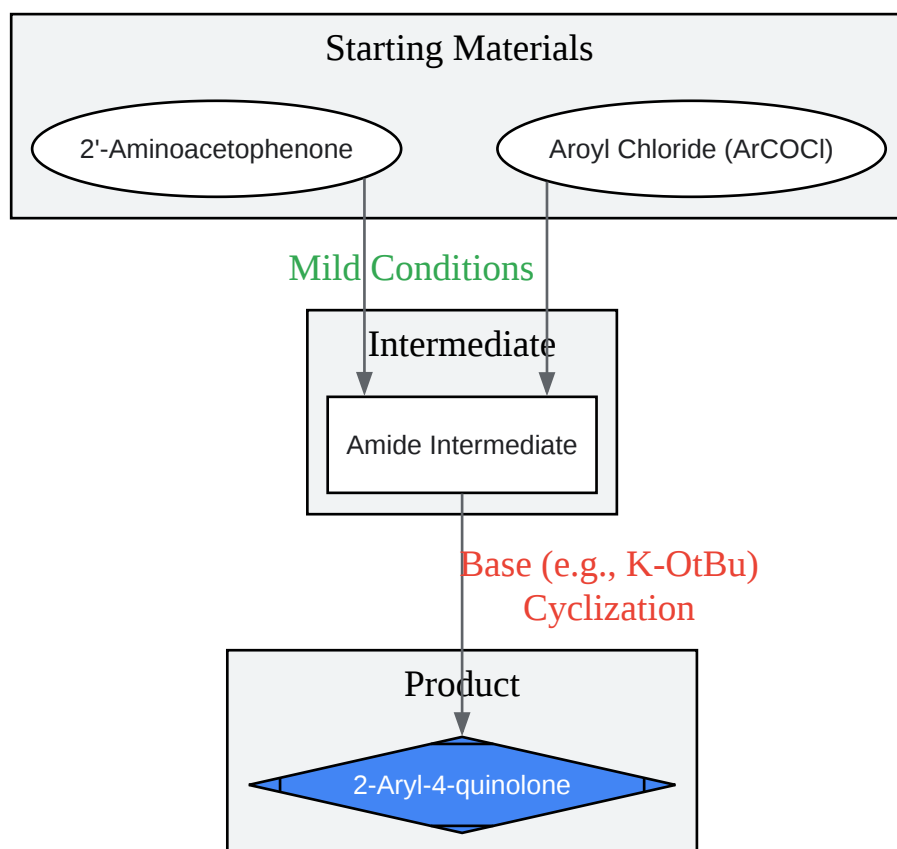 Starting Materials
2'-Aminoacetophenone
Aroyl Chloride (ArCOCl)
Mild Conditions
Intermediate
Amide Intermediate
Base (e.g., K-OtBu)
Cyclization
Product
2-Aryl-4-quinolone